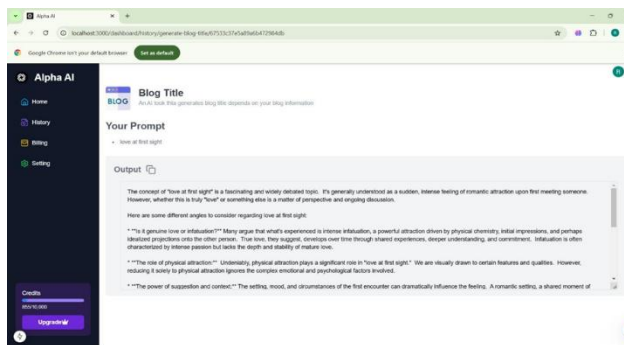 Alpha AI
localhost:3000/dashboard/history/generate-blog-title/
Google Chrome isn't your default browser
Set as default
Alpha AI
Home
History
Billing
Setting
BLOG
Blog Title
An AI tool that generates blog title depends on your blog information
Your Prompt
love at first sight
Output
The concept of "love at first sight" is a fascinating and widely debated topic. It's generally understood as a sudden, intense feeling of romantic attraction upon first meeting someone.
However, whether this is truly "love" or something else is a matter of perspective and ongoing discussion.
Here are some different angles to consider regarding love at first sight:
* **Is it genuine love or infatuation?** Many argue that what's experienced is intense infatuation, a powerful attraction driven by physical chemistry, initial impressions, and perhaps
idealized projections onto the other person. True love, they suggest, develops over time through shared experiences, deeper understanding, and commitment. Infatuation is often
characterized by intense passion but lacks the depth and stability of mature love.
* **The role of physical attraction:** Undeniably, physical attraction plays a significant role in "love at first sight." We are visually drawn to certain features and qualities. However,
reducing it solely to physical attraction ignores the complex emotional and psychological factors involved.
* **The power of suggestion and context:** The setting, mood, and circumstances of the first encounter can dramatically influence the feeling. A romantic setting, a shared moment of
Credits
855/10,000
Upgrade